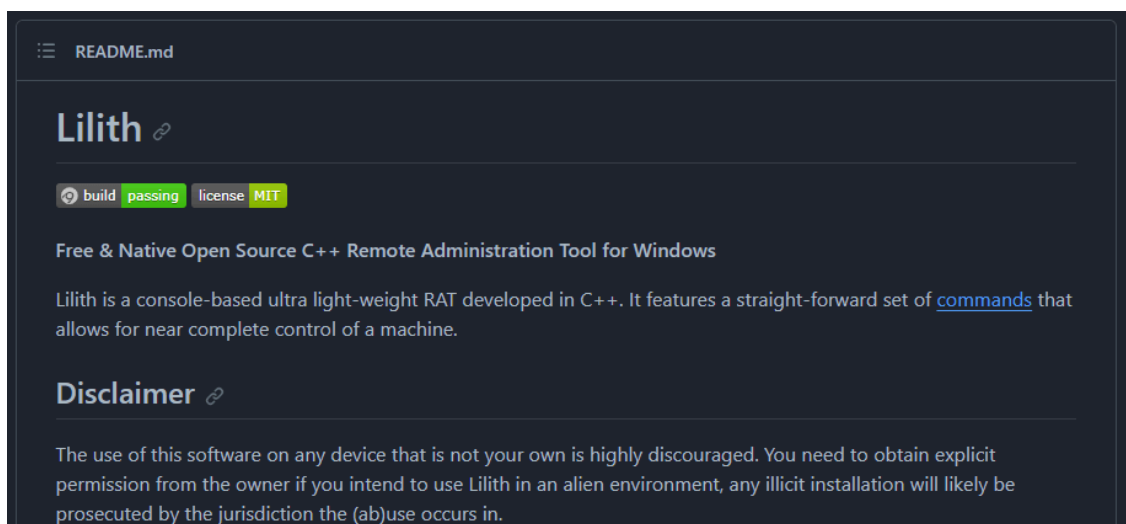 README.md
Lilith
build passing license MIT
Free & Native Open Source C++ Remote Administration Tool for Windows
Lilith is a console-based ultra light-weight RAT developed in C++. It features a straight-forward set of commands that
allows for near complete control of a machine.
Disclaimer
The use of this software on any device that is not your own is highly discouraged. You need to obtain explicit
permission from the owner if you intend to use Lilith in an alien environment, any illicit installation will likely be
prosecuted by the jurisdiction the (ab)use occurs in.